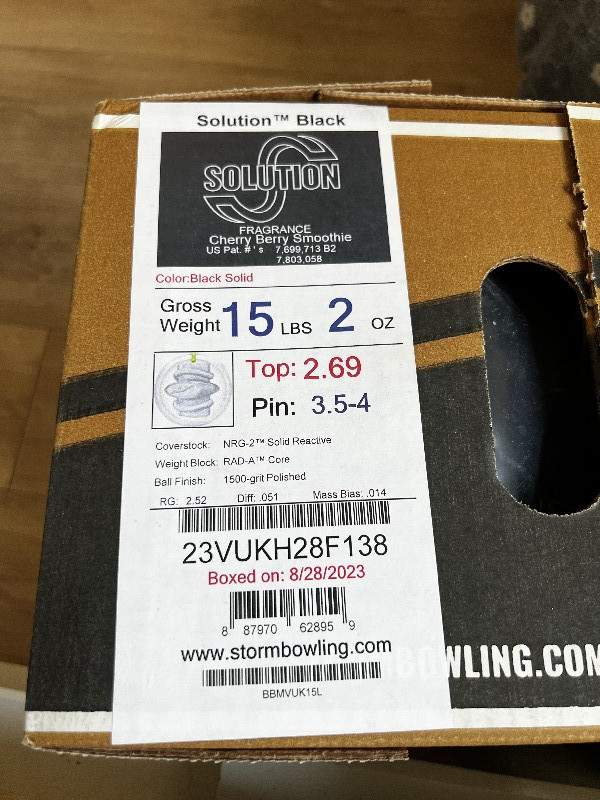 Solution™ Black
SOLUTION
FRAGRANCE
Cherry Berry Smoothie
US Pat. #'s 7,699,713 B2
7,803,058
Color:Black Solid
Gross Weight 15 LBS 2 OZ
Top: 2.69
Pin: 3.5-4
Coverstock: NRG-2™ Solid Reactive
Weight Block: RAD-A™ Core
Ball Finish: 1500-grit Polished
RG: 2.52 Diff: .051 Mass Bias: .014
23VUKH28F138
Boxed on: 8/28/2023
8 87970 62895 9
www.stormbowling.com
BBMVUK15L
BOWLING.COM